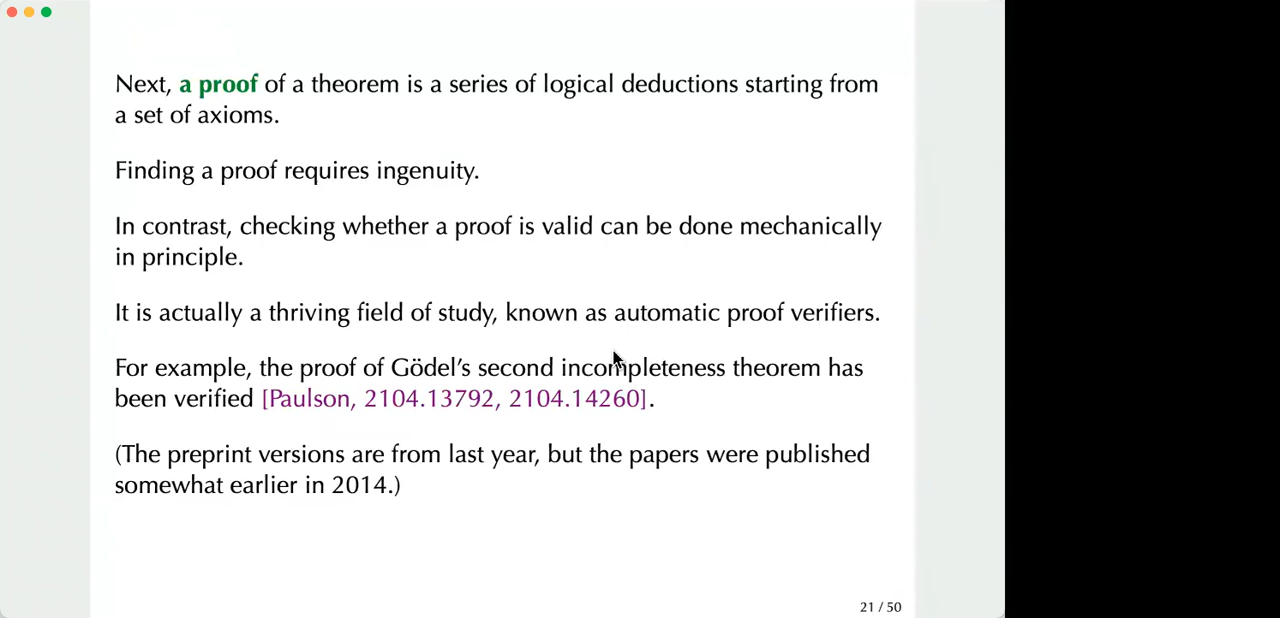 Next, a proof of a theorem is a series of logical deductions starting from
a set of axioms.
Finding a proof requires ingenuity.
In contrast, checking whether a proof is valid can be done mechanically
in principle.
It is actually a thriving field of study, known as automatic proof verifiers.
For example, the proof of Gödel's second incompleteness theorem has
been verified [Paulson, 2104.13792, 2104.14260].
(The preprint versions are from last year, but the papers were published
somewhat earlier in 2014.)
21 / 50